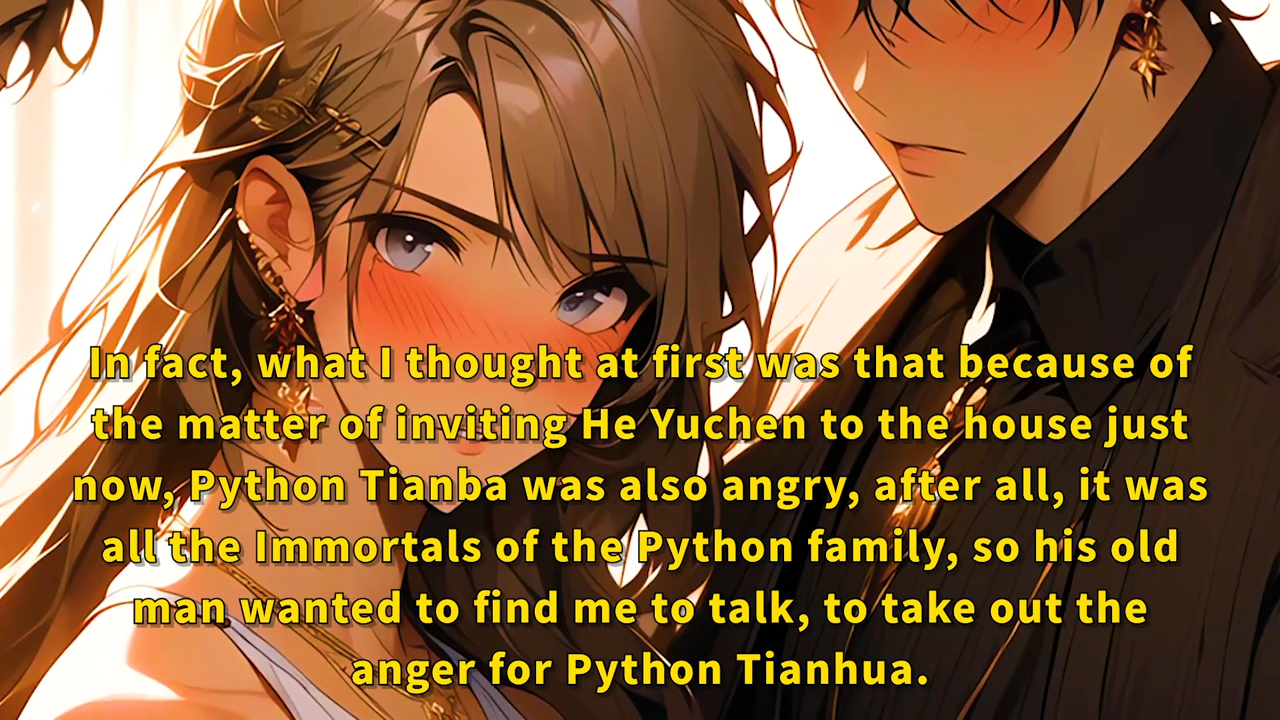 In fact, what I thought at first was that because of
the matter of inviting He Yuchen to the house just
now, Python Tianba was also angry, after all, it was
all the Immortals of the Python family, so his old
man wanted to find me to talk, to take out the
anger for Python Tianhua.